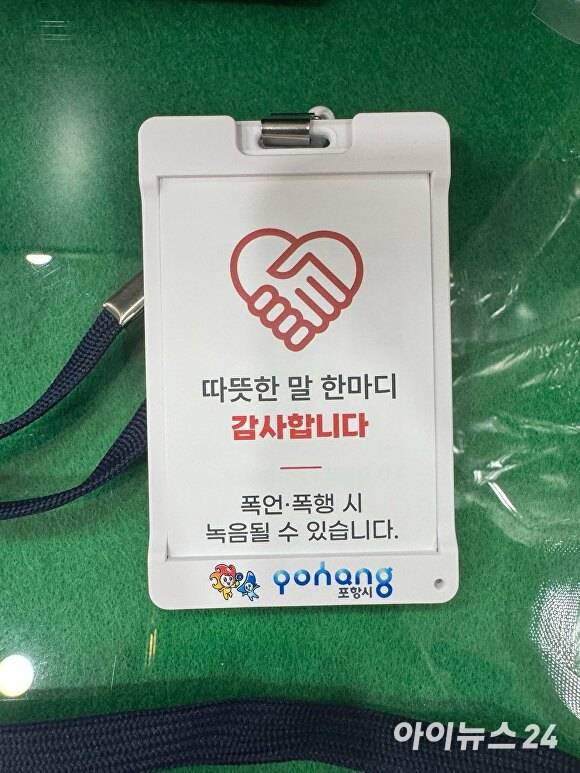 따뜻한 말 한마디
감사합니다
폭언·폭행 시
녹음될 수 있습니다.
pohang
포항시
아이뉴스24